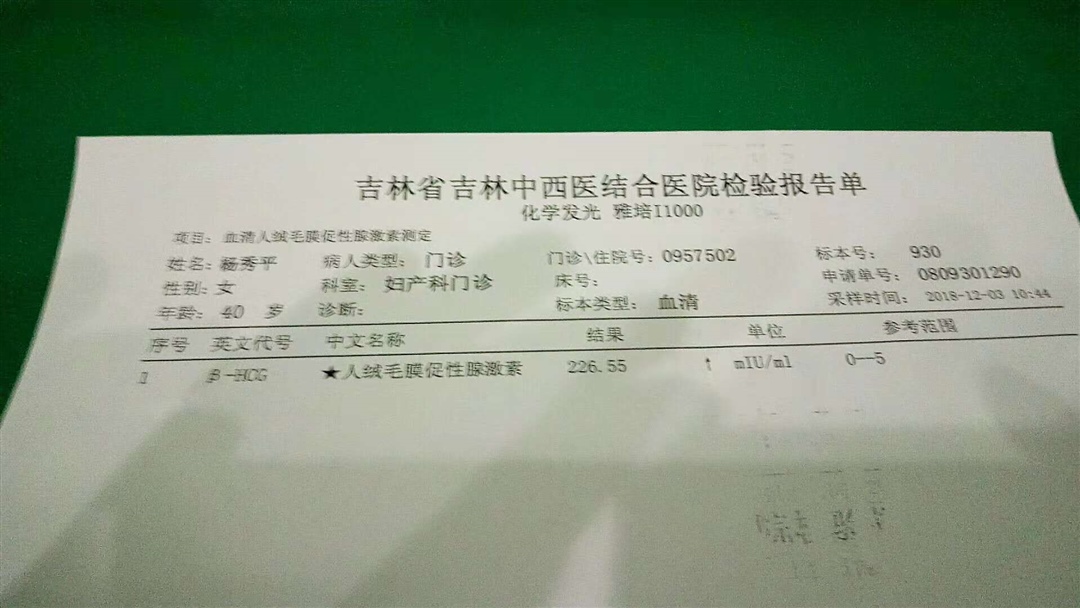 吉林省吉林中西医结合医院检验报告单
化学发光 雅培I1000
项目: 血清人绒毛膜促性腺激素测定
姓名: 杨秀平 病人类型: 门诊 门诊\住院号: 0957502 标本号: 930
性别: 女 科室: 妇产科门诊 床号: 申请单号: 0809301290
年龄: 40 岁 诊断: 标本类型: 血清 采样时间: 2018-12-03 10:44
序号 英文代号 中文名称 结果 单位 参考范围
1 β-HCG ★人绒毛膜促性腺激素 226.55 ↑ mIU/ml 0--5